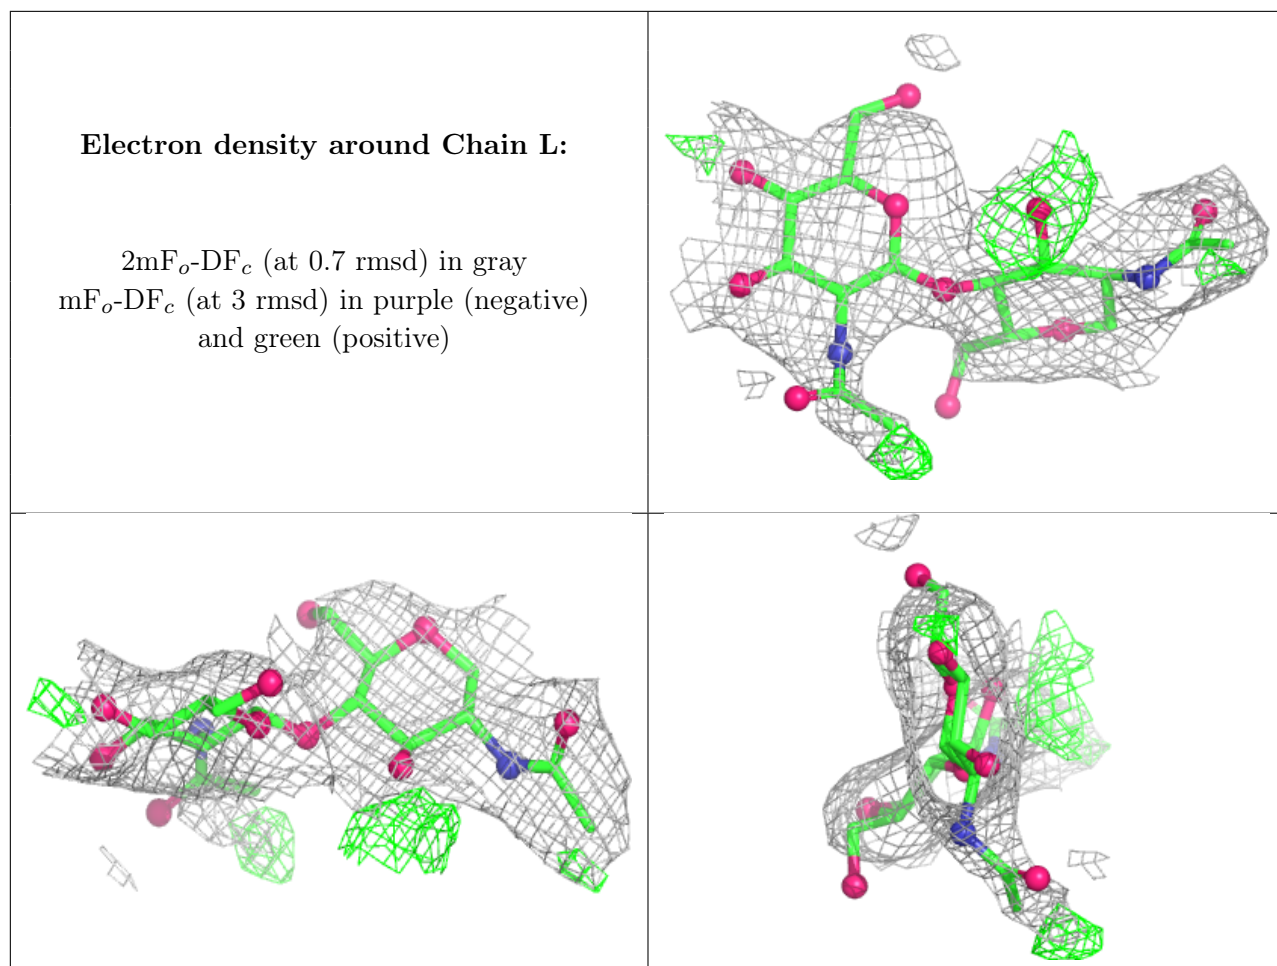 Electron density around Chain L:
2mFo-DFc (at 0.7 rmsd) in gray
mFo-DFc (at 3 rmsd) in purple (negative)
and green (positive)